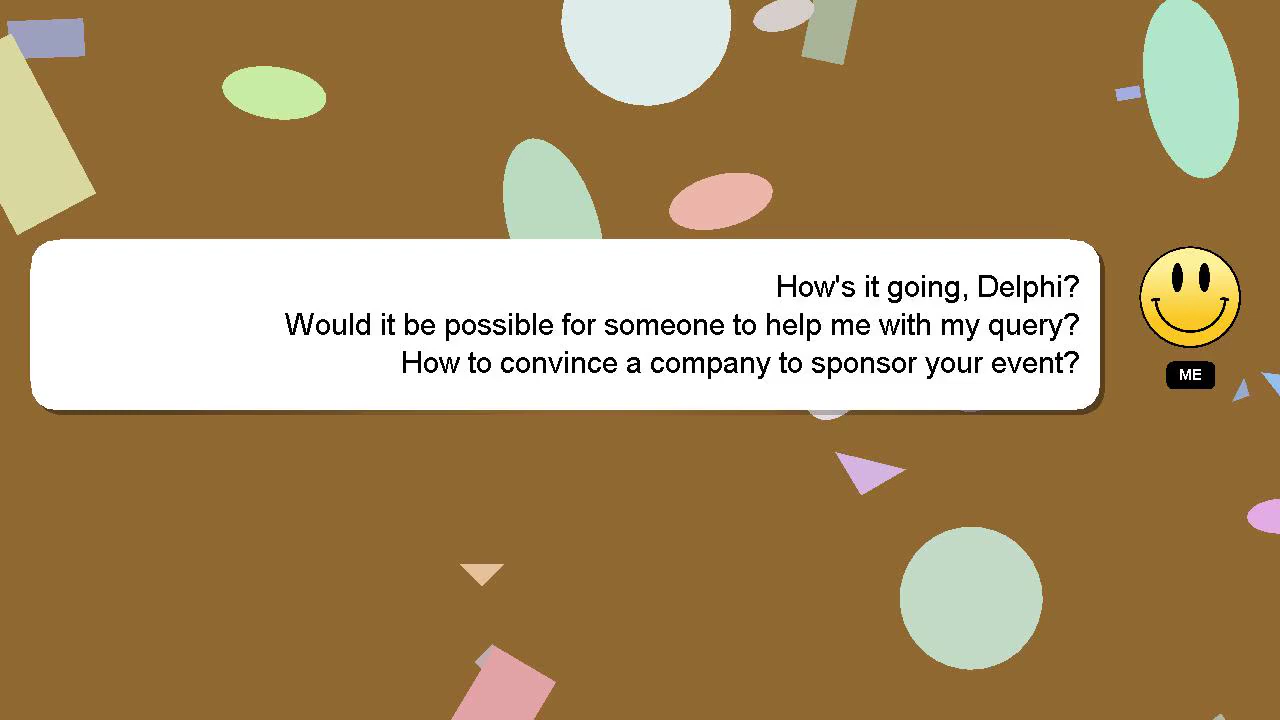 How's it going, Delphi?
Would it be possible for someone to help me with my query?
How to convince a company to sponsor your event?
ME